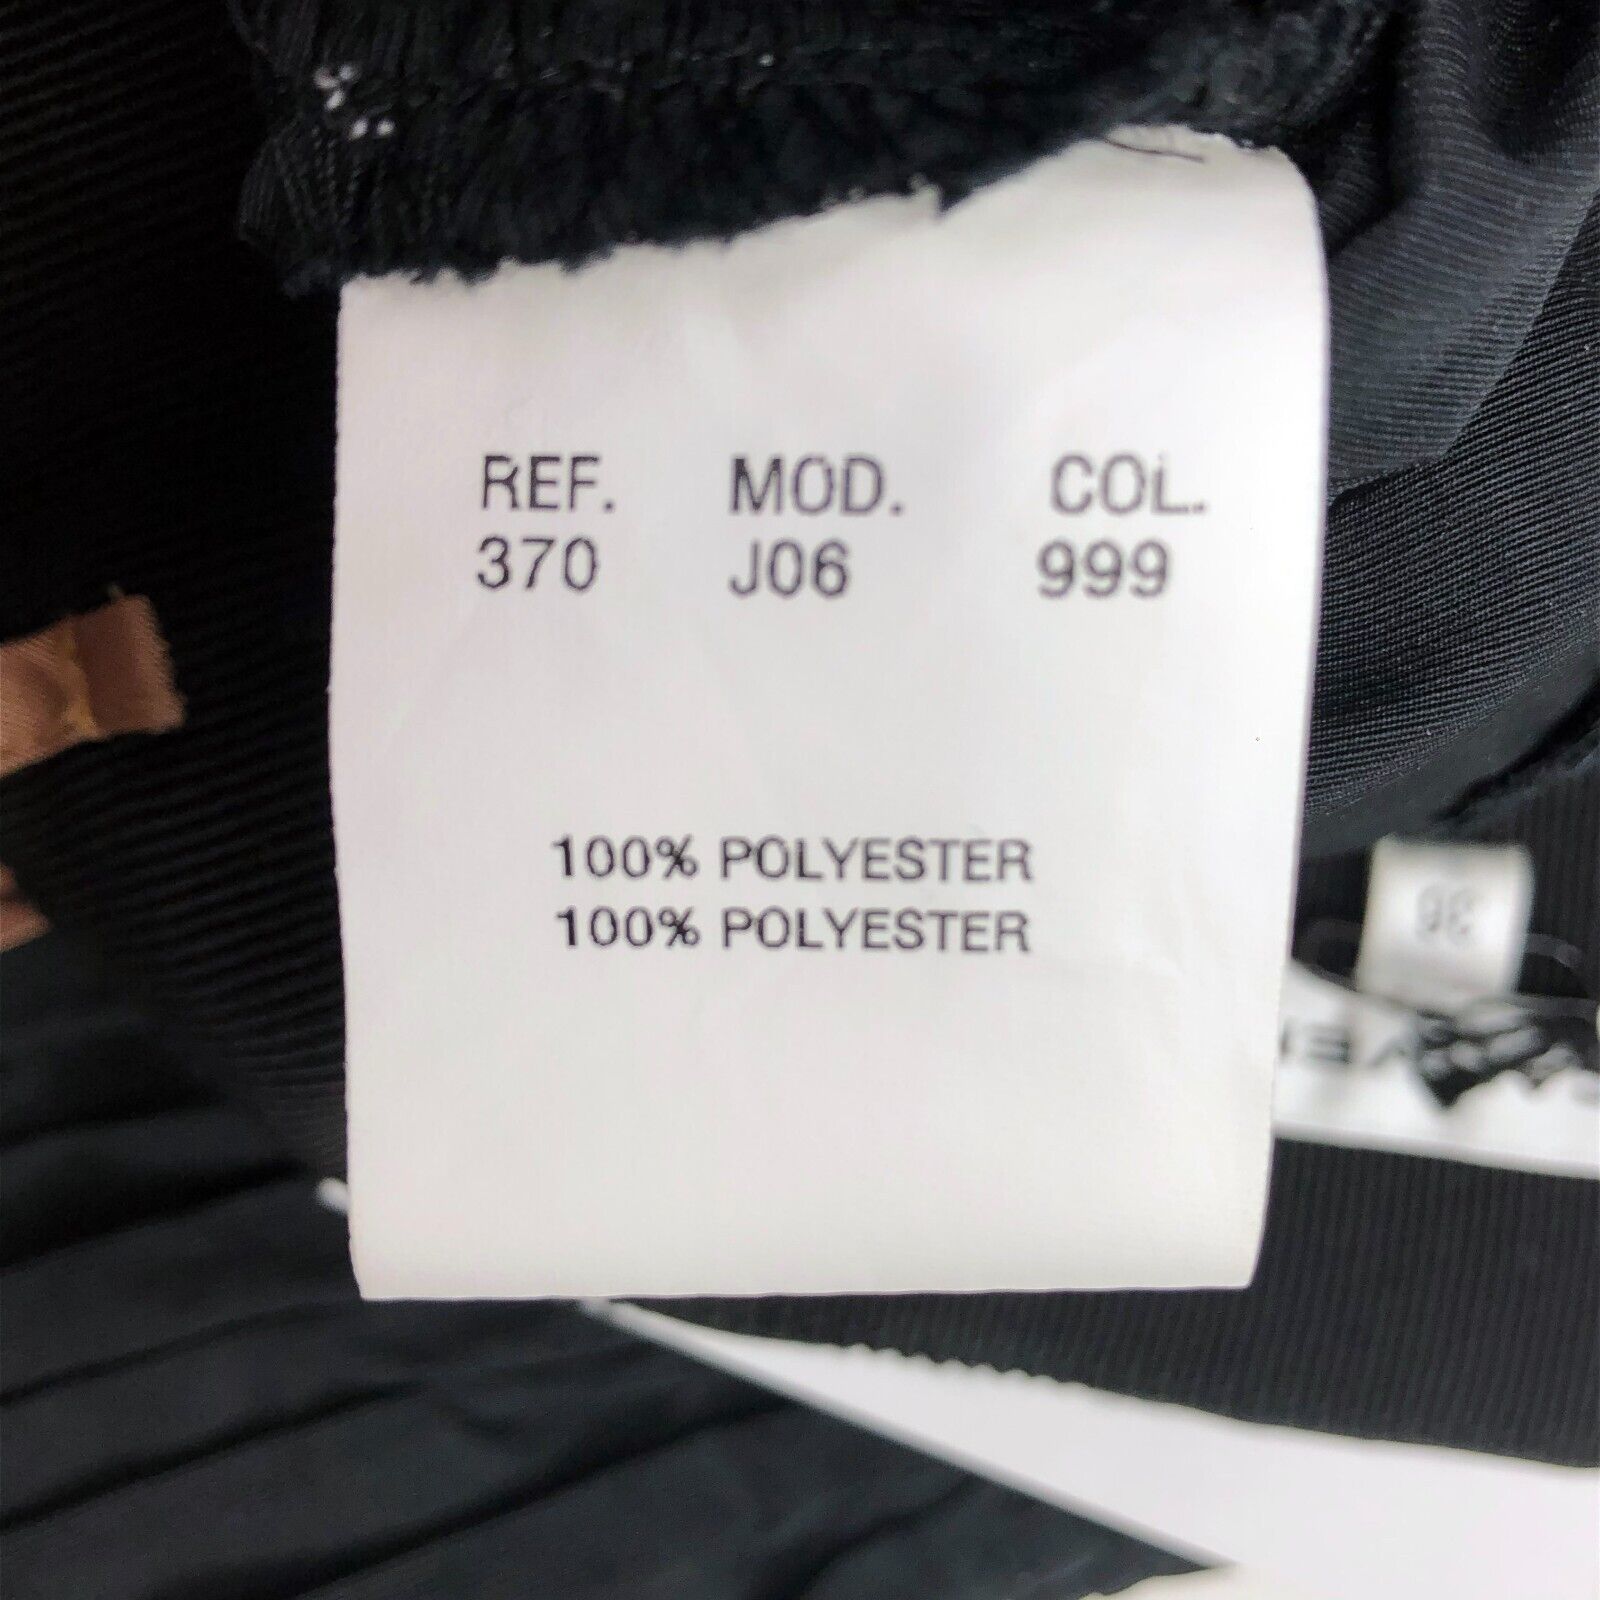 REF. MOD. COL.
370 J06 999
100% POLYESTER
100% POLYESTER
36